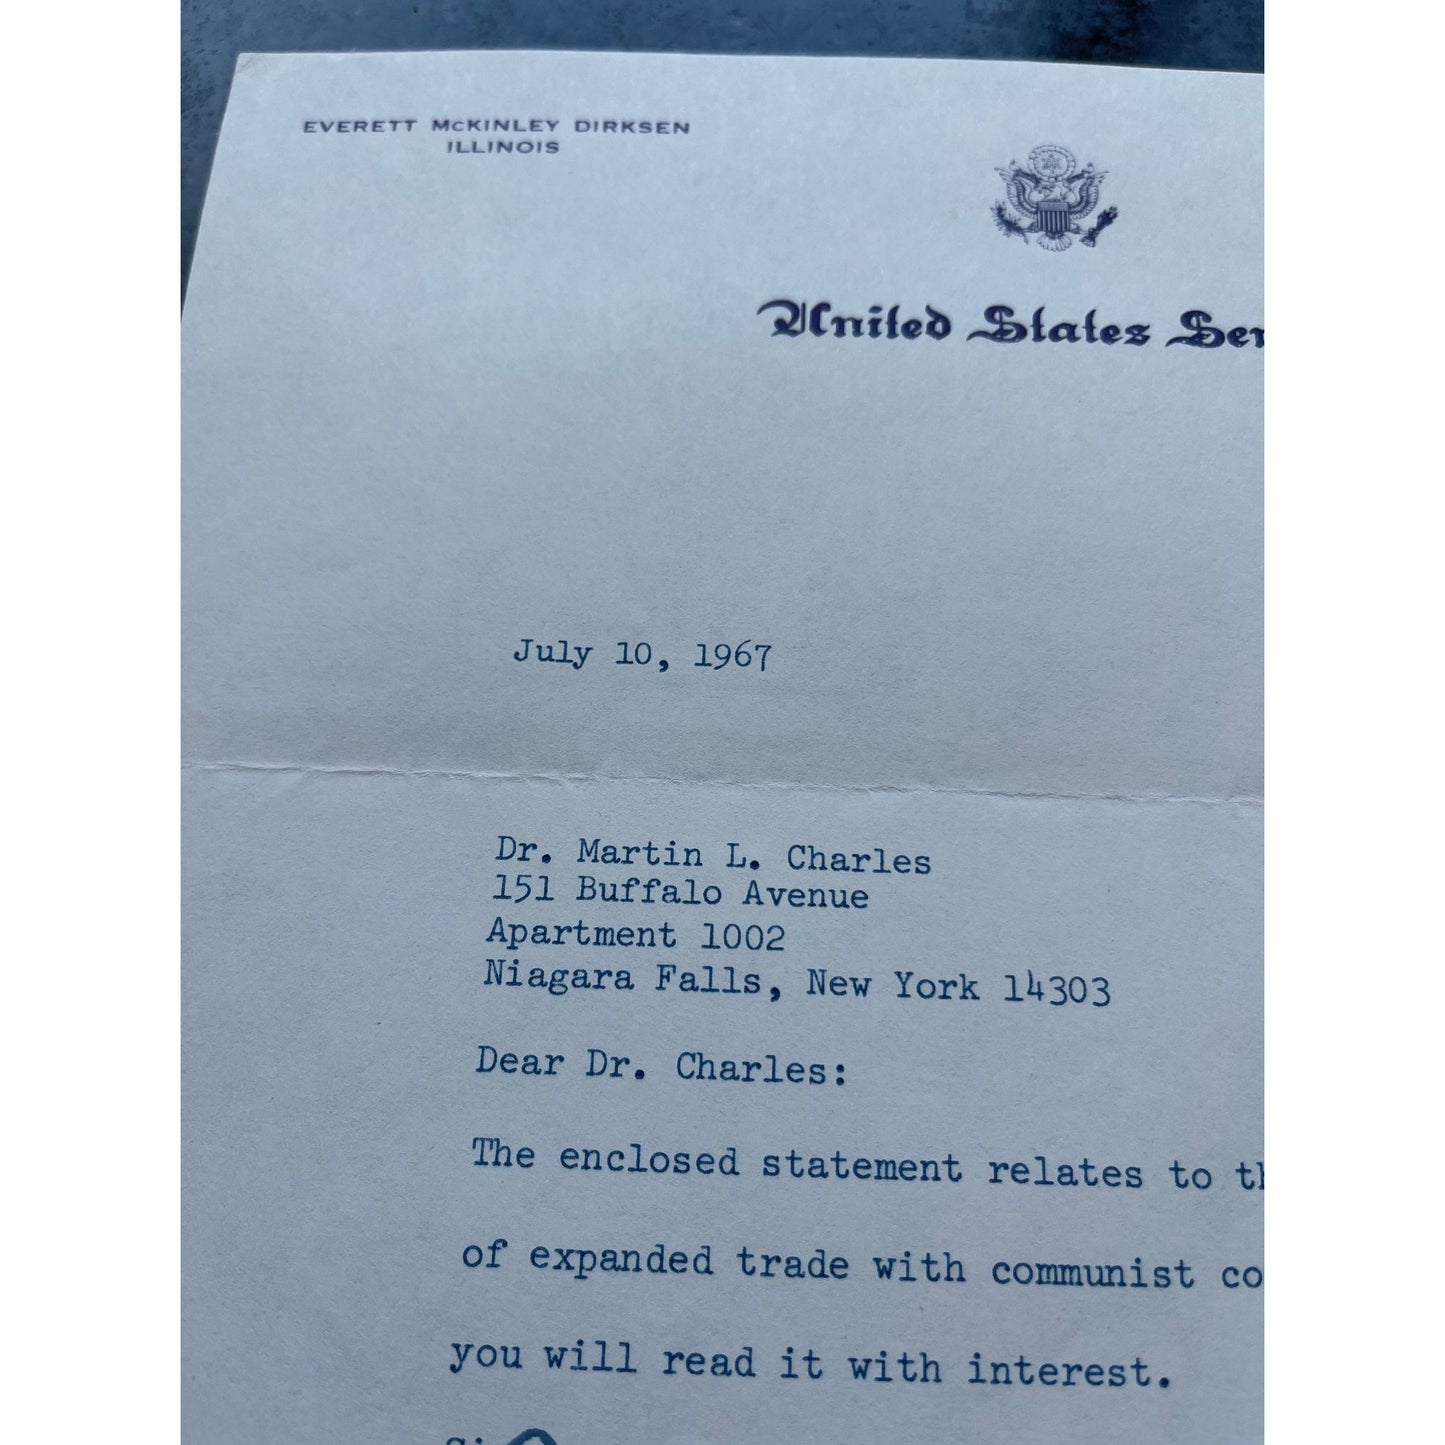 EVERETT McKINLEY DIRKSEN
ILLINOIS
United States
July 10, 1967
Dr. Martin L. Charles
151 Buffalo Avenue
Apartment 1002
Niagara Falls, New York 14303
Dear Dr. Charles:
The enclosed statement relates to
of expanded trade with communist
you will read it with interest.